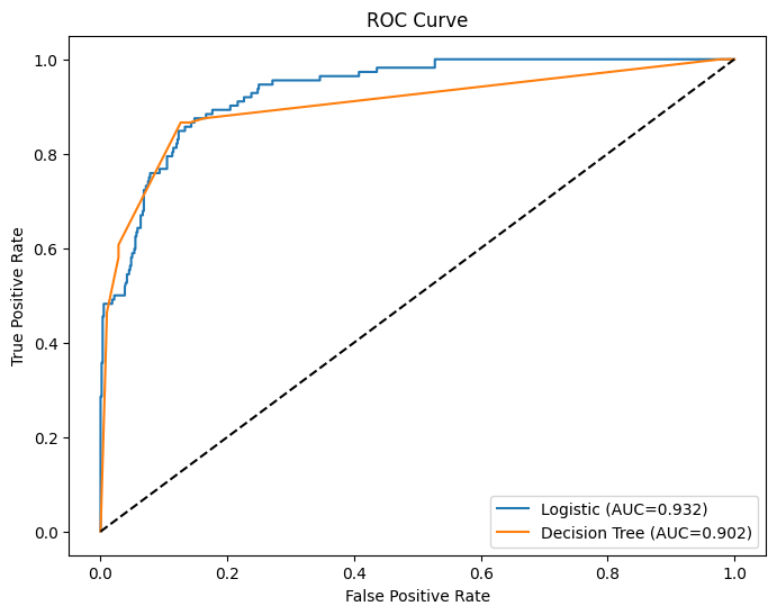 ROC Curve
True Positive Rate
1.0
0.8
0.6
0.4
0.2
0.0
0.0 0.2 0.4 0.6 0.8 1.0
False Positive Rate
Logistic (AUC=0.932)
Decision Tree (AUC=0.902)